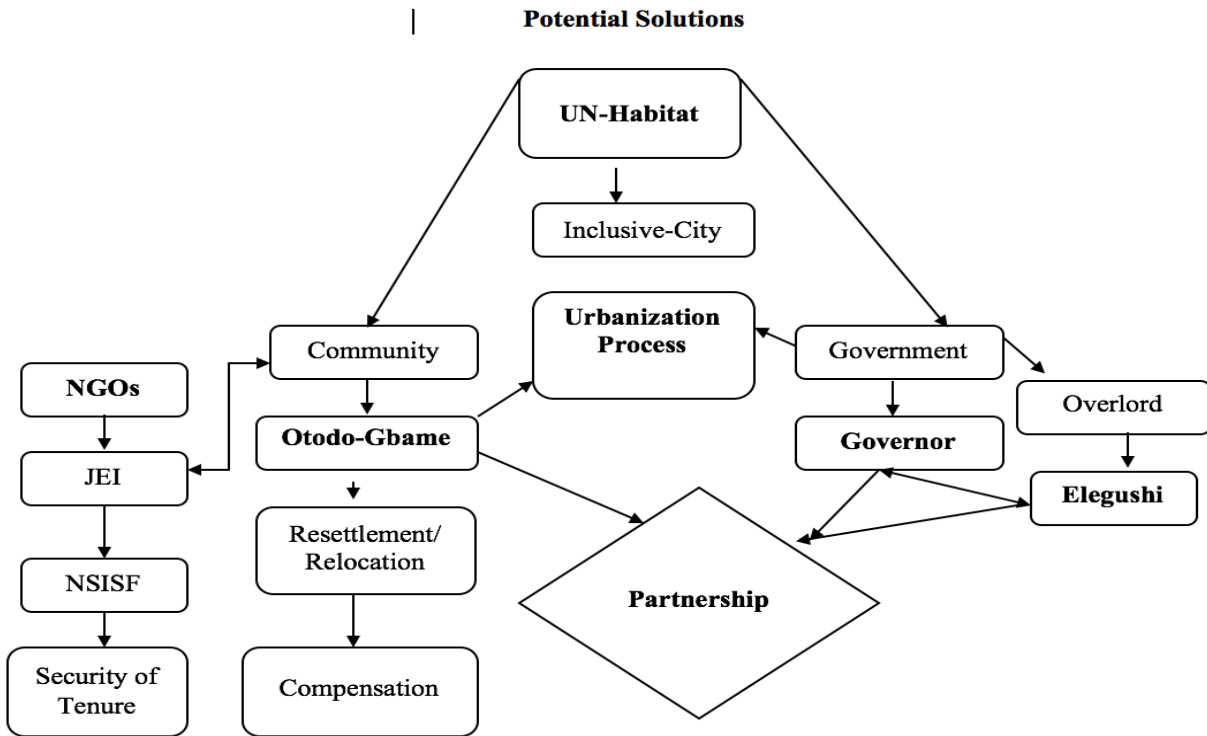 Potential Solutions
UN-Habitat
Inclusive-City
Urbanization
Process
Community
Government
NGOs
Overlord
Otodo-Gbame
Governor
JEI
Elegushi
Resettlement/
Relocation
NSISF
Partnership
Security of
Tenure
Compensation